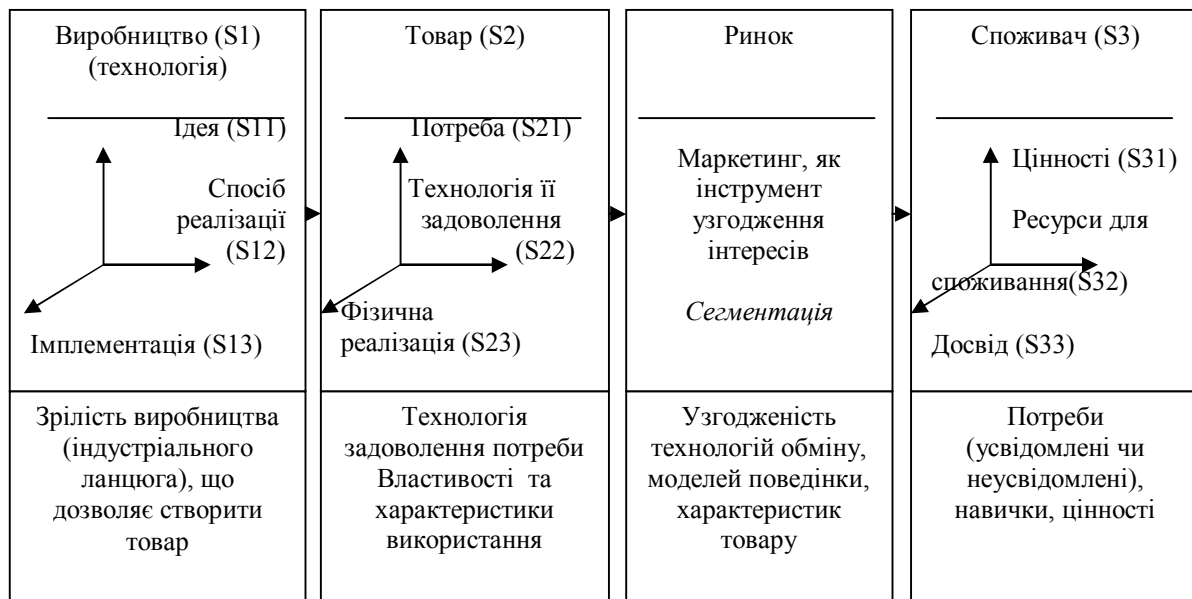 Виробництво (S1)
(технологія)
Ідея (S11)
Спосіб
реалізації
(S12)
Імплементація (S13)
Зрілість виробництва
(індустріального
ланцюга), що
дозволяє створити
товар
Товар (S2)
Потреба (S21)
Технологія її
задоволення
(S22)
Фізична
реалізація (S23)
Технологія
задоволення потреби
Властивості та
характеристики
використання
Ринок
Маркетинг, як
інструмент
узгодження
інтересів
Сегментація
Узгодженість
технологій обміну,
моделей поведінки,
характеристик
товару
Споживач (S3)
Цінності (S31)
Ресурси для
споживання(S32)
Досвід (S33)
Потреби
(усвідомлені чи
неусвідомлені),
навички, цінності